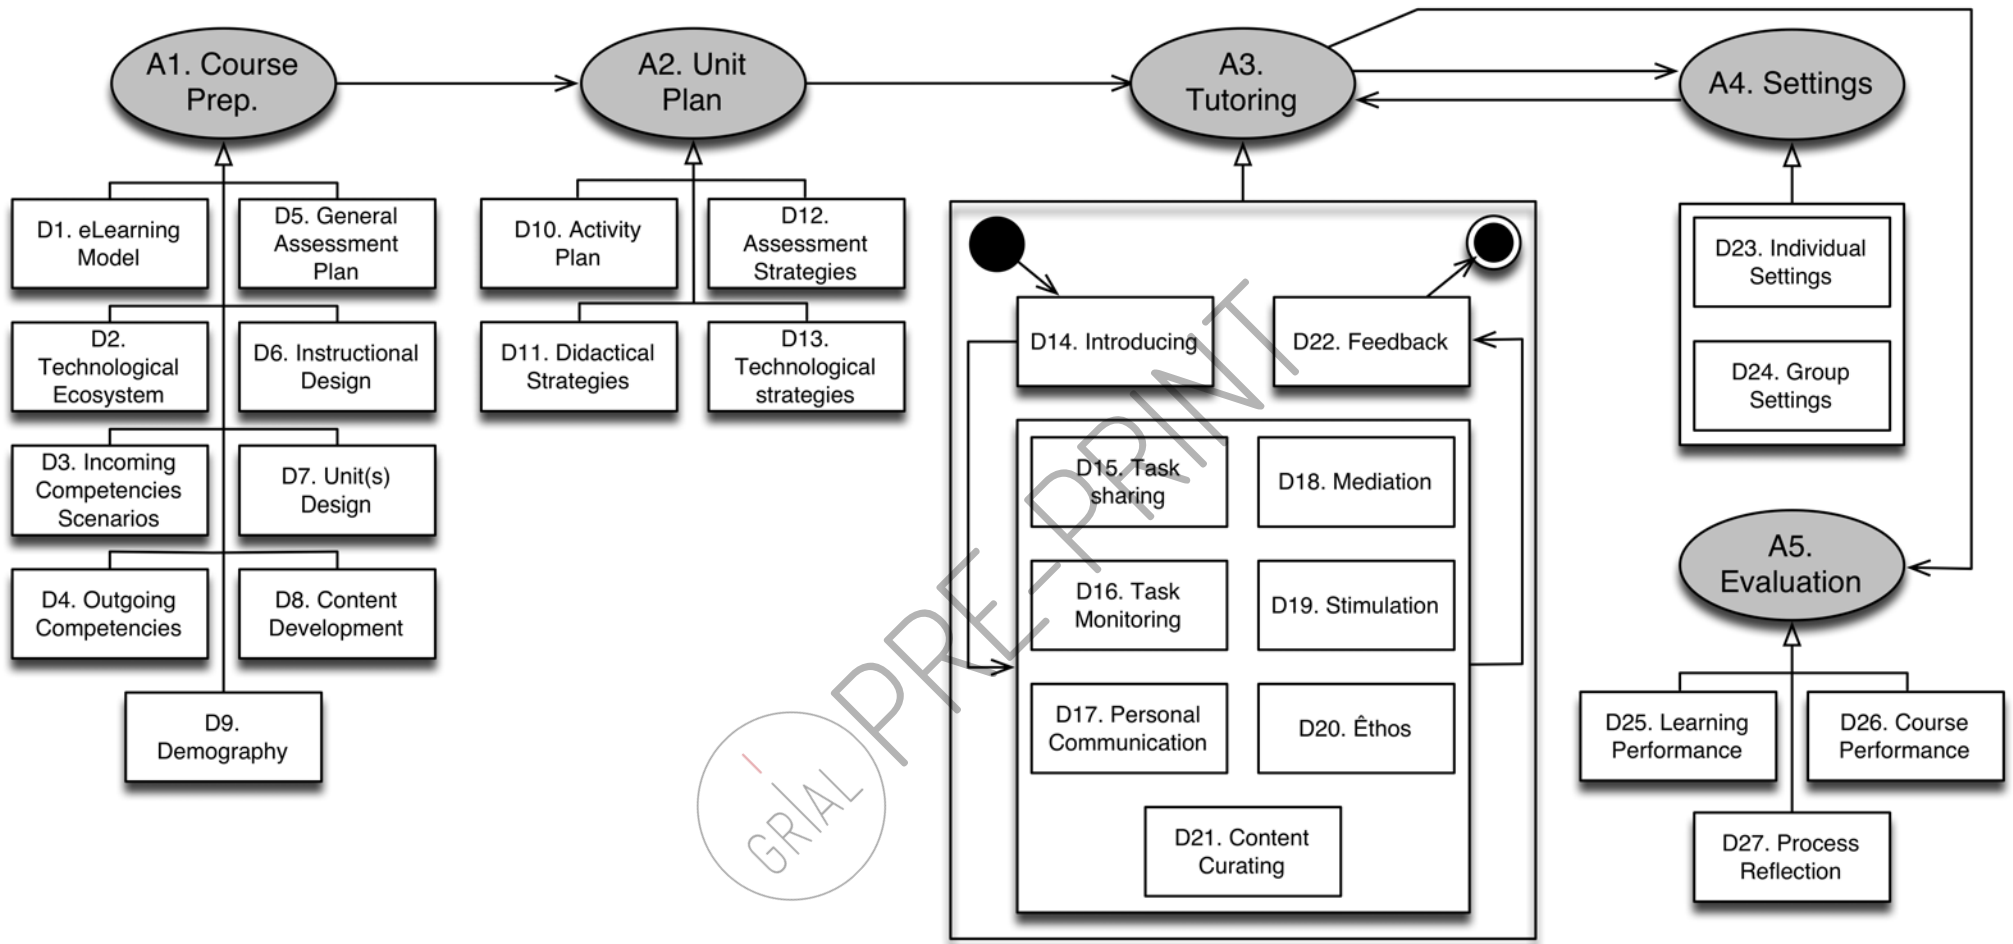 A1. Course
Prep.
A2. Unit
Plan
A3.
Tutoring
A4. Settings
D1. eLearning
Model
D5. General
Assessment
Plan
D2.
Technological
Ecosystem
D6. Instructional
Design
D3. Incoming
Competencies
Scenarios
D7. Unit(s)
Design
D4. Outgoing
Competencies
D8. Content
Development
D9.
Demography
D10. Activity
Plan
D12.
Assessment
Strategies
D11. Didactical
Strategies
D13.
Technological
strategies
D14. Introducing
D22. Feedback
D15. Task
sharing
D18. Mediation
D16. Task
Monitoring
D19. Stimulation
D17. Personal
Communication
D20. Êthos
D21. Content
Curating
D23. Individual
Settings
D24. Group
Settings
A5.
Evaluation
D25. Learning
Performance
D26. Course
Performance
D27. Process
Reflection
GRIAL
PRE-PRINT